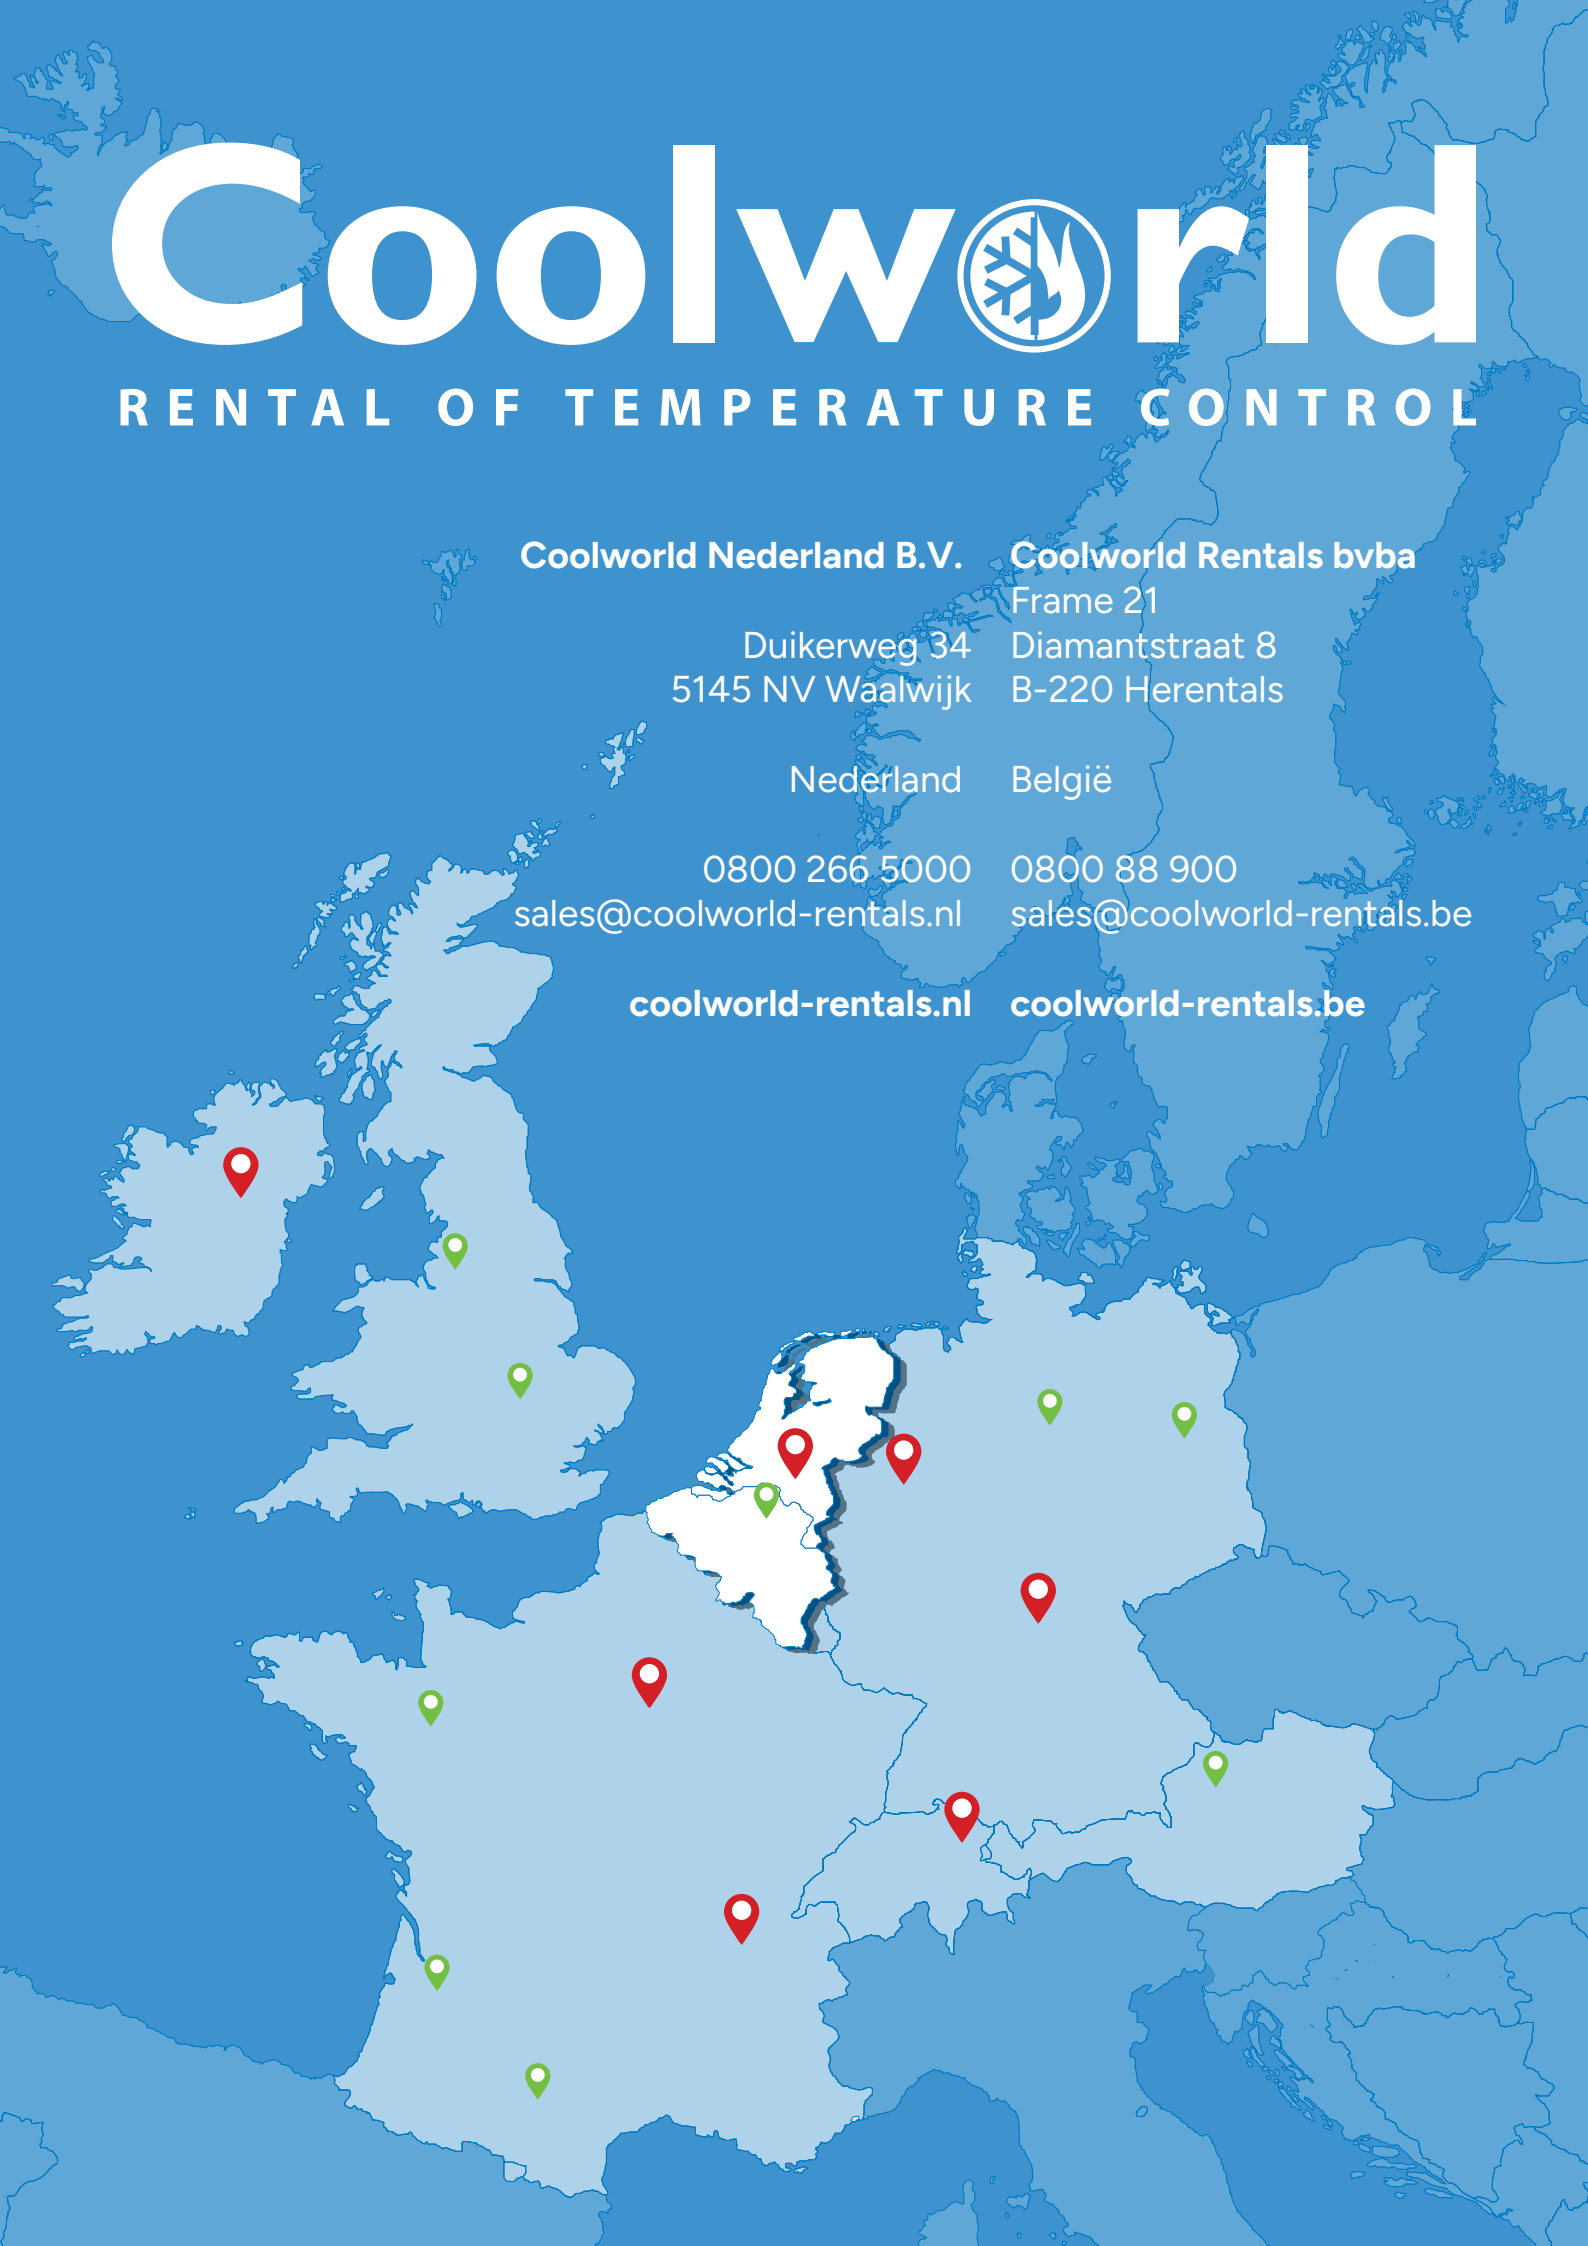 Coolworld
RENTAL OF TEMPERATURE CONTROL
Coolworld Nederland B.V.
Duikerweg 34
5145 NV Waalwijk
Nederland
0800 266 5000
sales@coolworld-rentals.nl
coolworld-rentals.nl
Coolworld Rentals bvba
Frame 21
Diamantstraat 8
B-220 Herentals
België
0800 88 900
sales@coolworld-rentals.be
coolworld-rentals.be